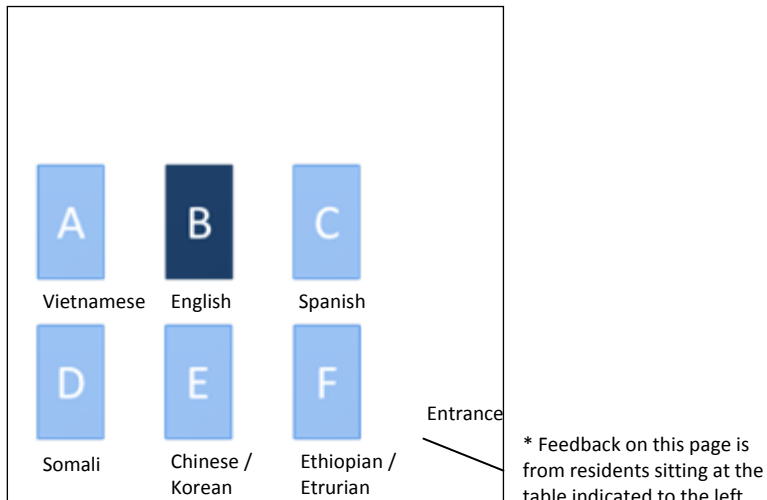 A
B
C
Vietnamese
English
Spanish
D
E
F
Entrance
Somali
Chinese /
Korean
Ethiopian /
Etrurian
* Feedback on this page is
from residents sitting at the
table indicated to the left